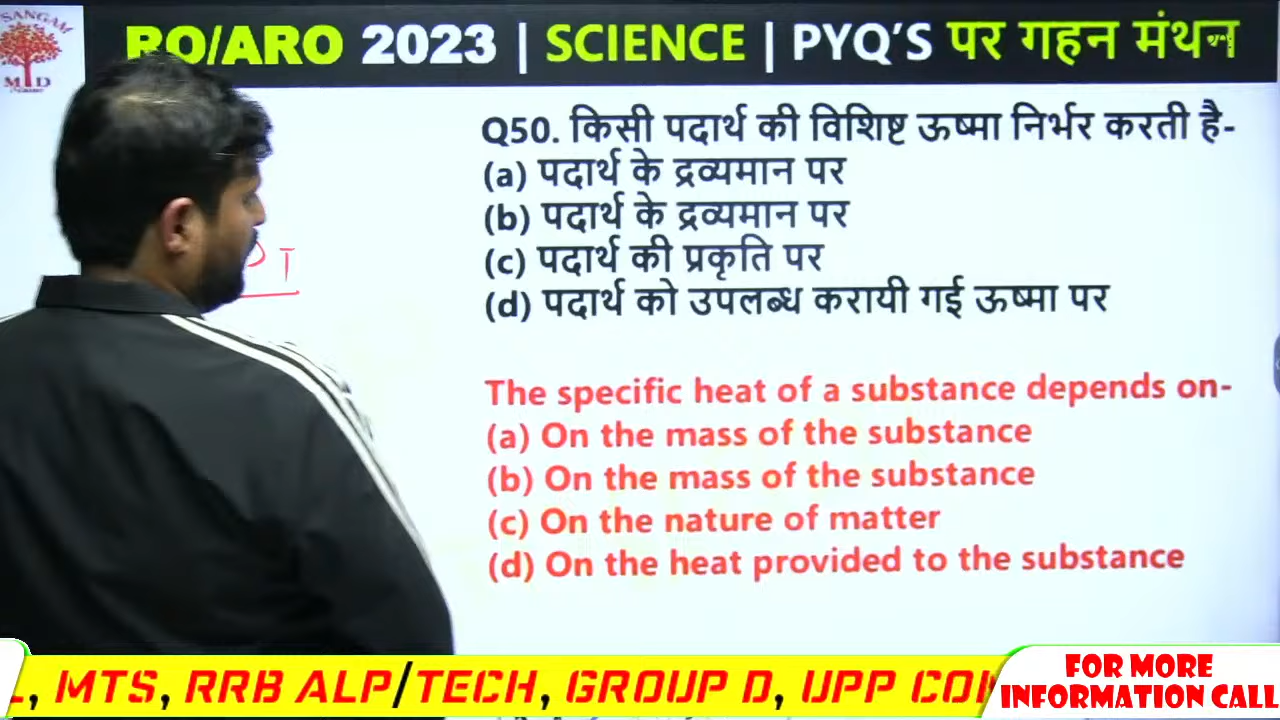 SANGAM
RO/ARO 2023 | SCIENCE | PYQ'S पर गहन मंथन
Q50. किसी पदार्थ की विशिष्ट ऊष्मा निर्भर करती है-
(a) पदार्थ के द्रव्यमान पर
(b) पदार्थ के द्रव्यमान पर
(c) पदार्थ की प्रकृति पर
(d) पदार्थ को उपलब्ध करायी गई ऊष्मा पर
The specific heat of a substance depends on-
(a) On the mass of the substance
(b) On the mass of the substance
(c) On the nature of matter
(d) On the heat provided to the substance
MTS, RRB ALP/TECH, GROUP D, UPP
FOR MORE
INFORMATION CALL